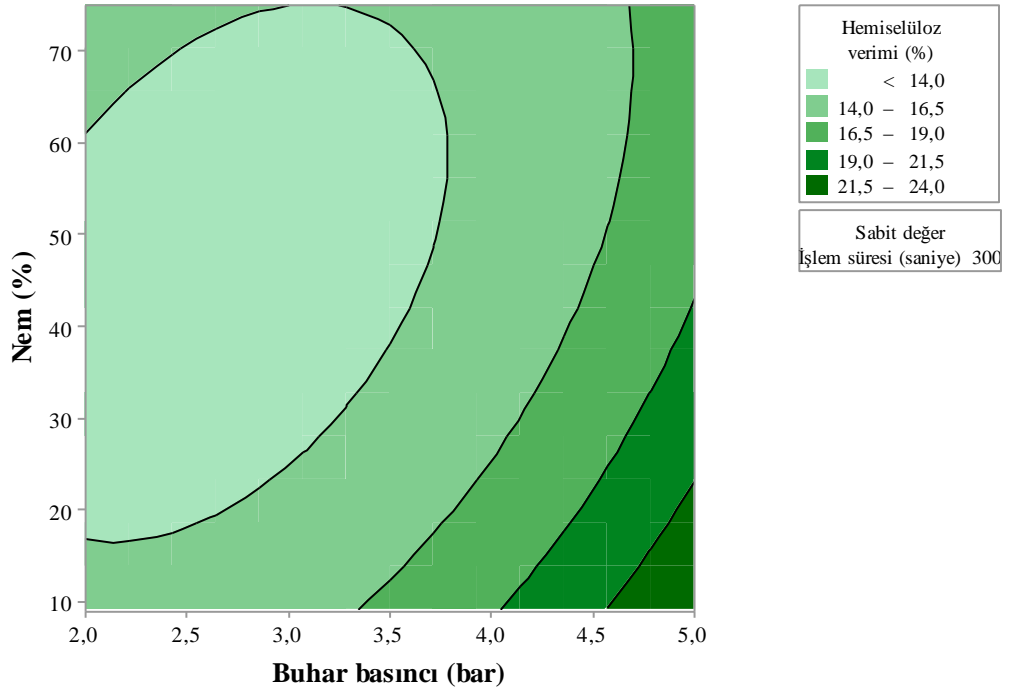 Hemiselüloz
verimi (%)
< 14,0
14,0 – 16,5
16,5 – 19,0
19,0 – 21,5
21,5 – 24,0
Sabit değer
İşlem süresi (saniye) 300
Nem (%)
70
60
50
40
30
20
10
2,0 2,5 3,0 3,5 4,0 4,5 5,0
Buhar basıncı (bar)